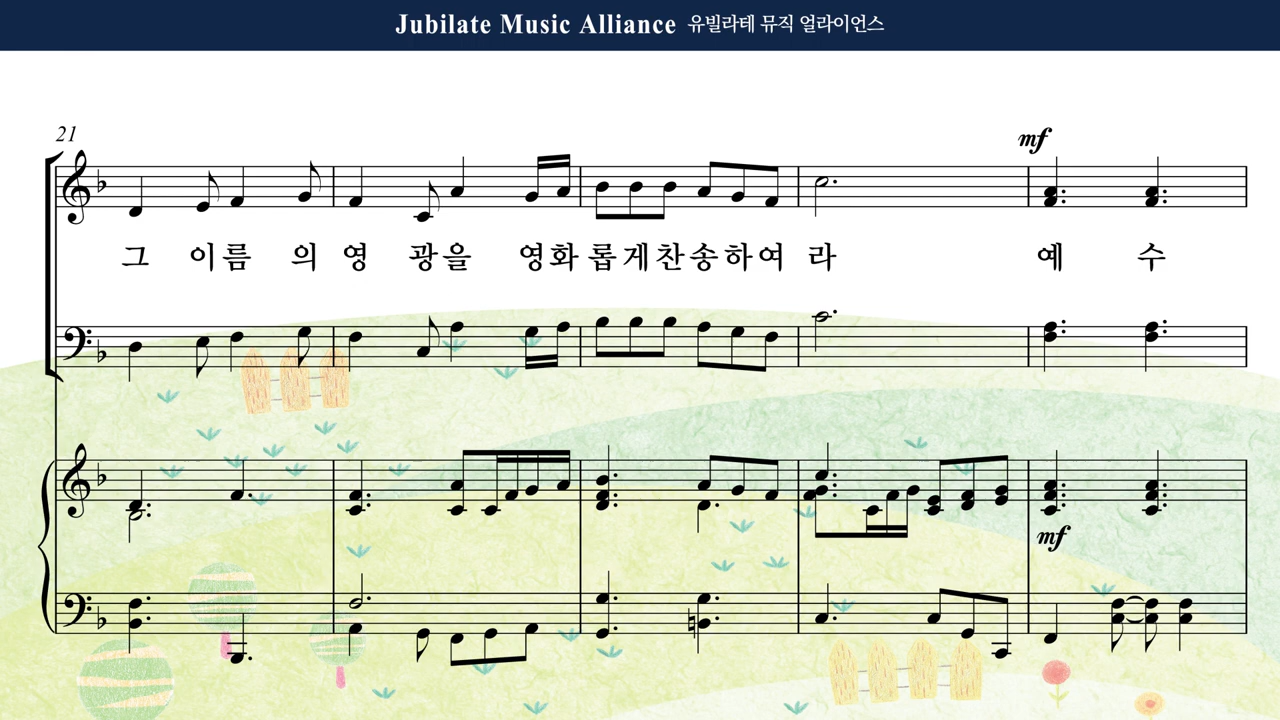 Jubilate Music Alliance 유빌라테 뮤직 얼라이언스
21
mf
그 이름 의 영 광을 영화 롭게찬송하여 라 예 수
mf